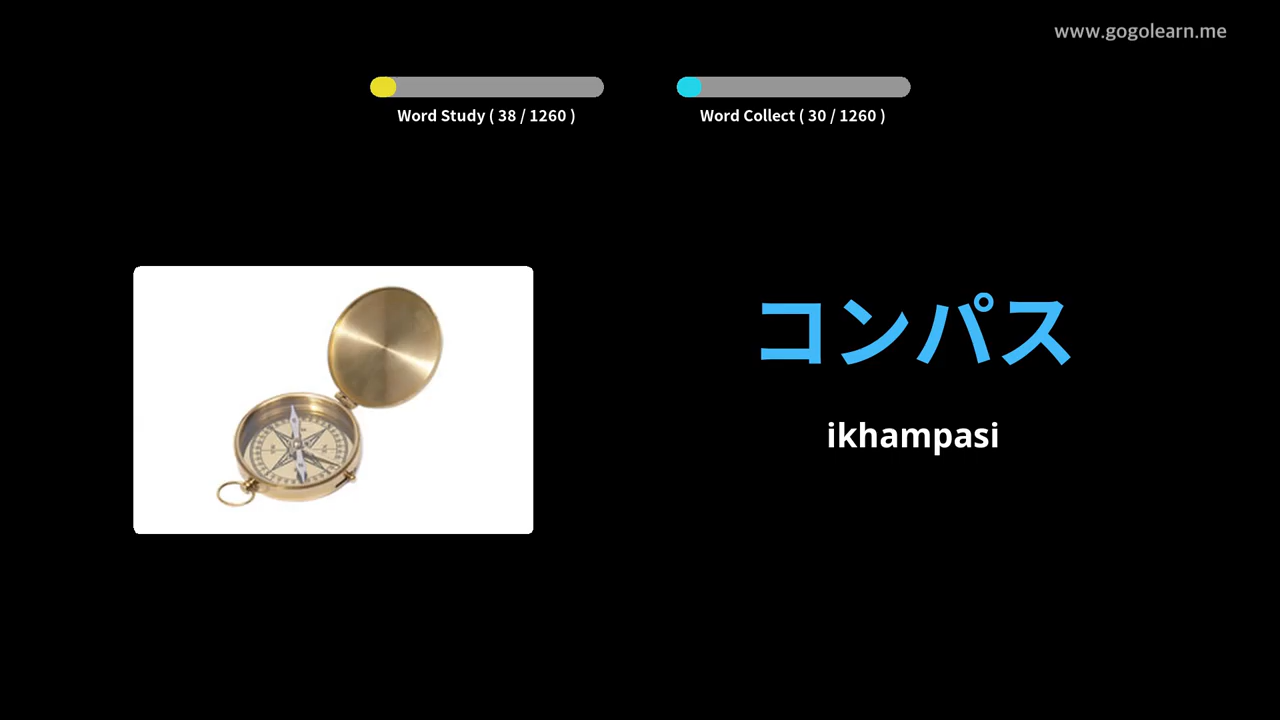 www.gogolearn.me
Word Study ( 38 / 1260 )
Word Collect ( 30 / 1260 )
コンパス
ikhampasi